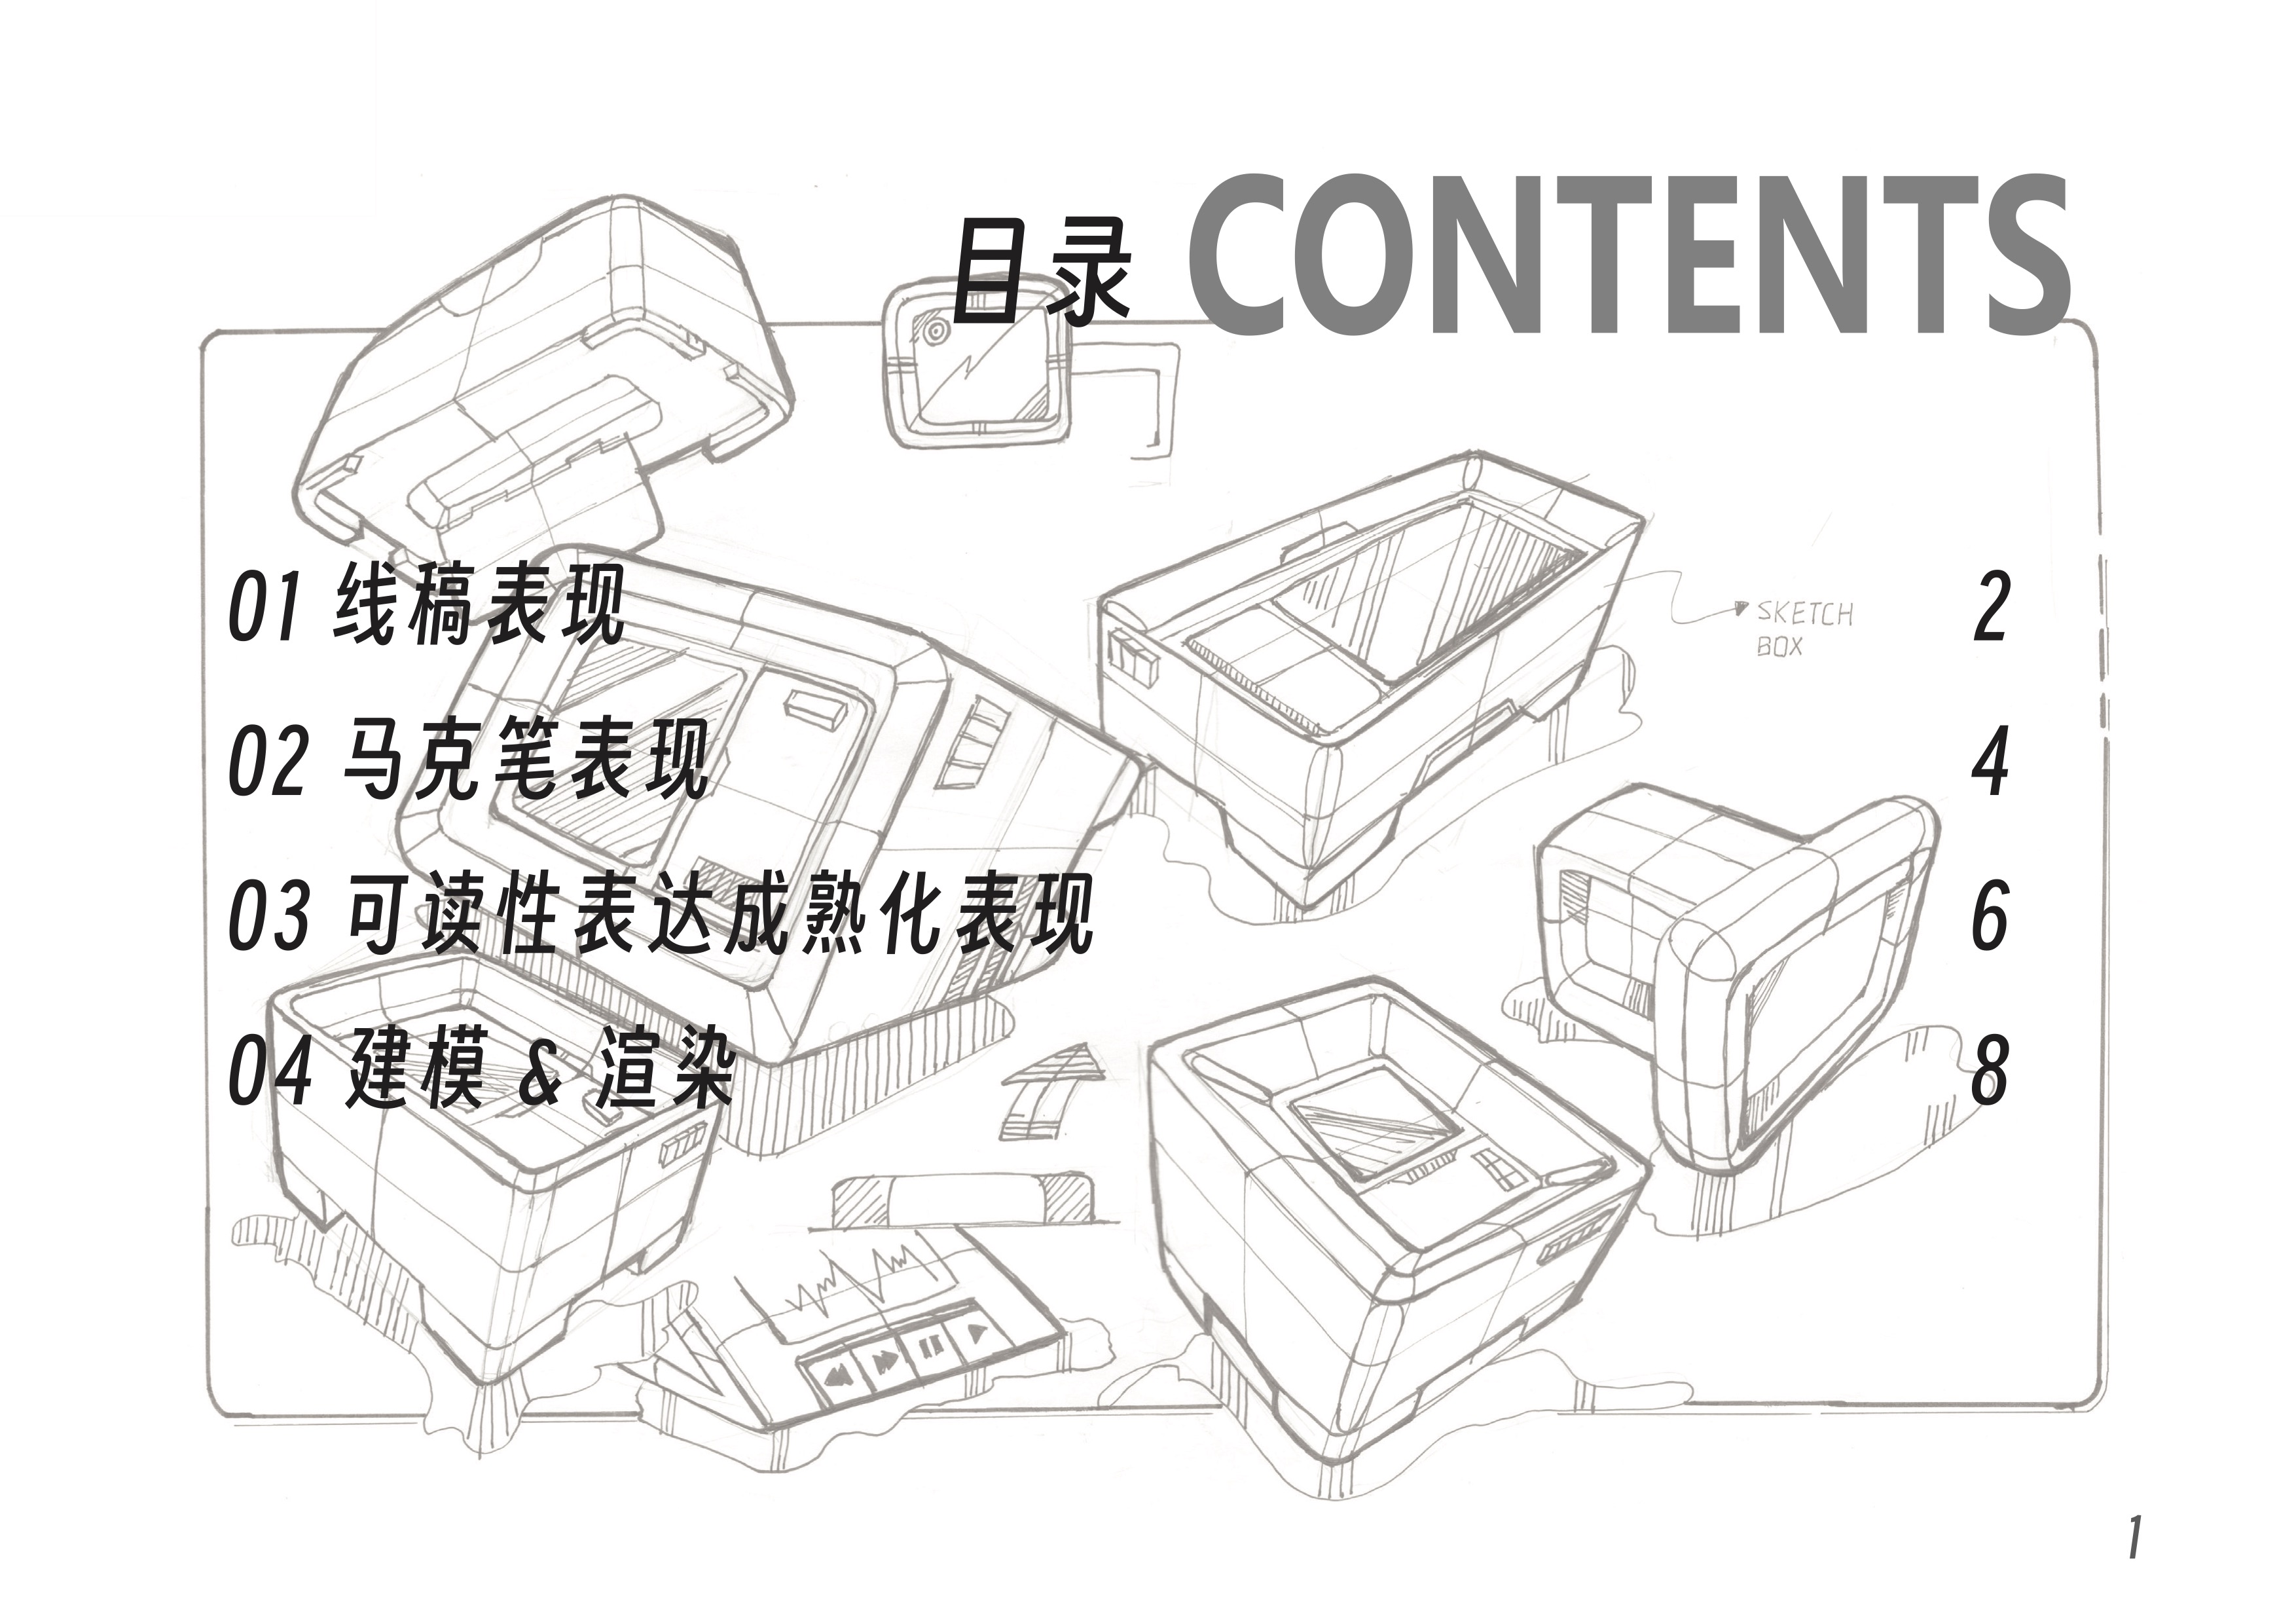 目录 CONTENTS
01 线稿表现 2
SKETCH
BOX
02 马克笔表现 4
03 可读性表达成熟化表现 6
04 建模 & 渲染 8
1